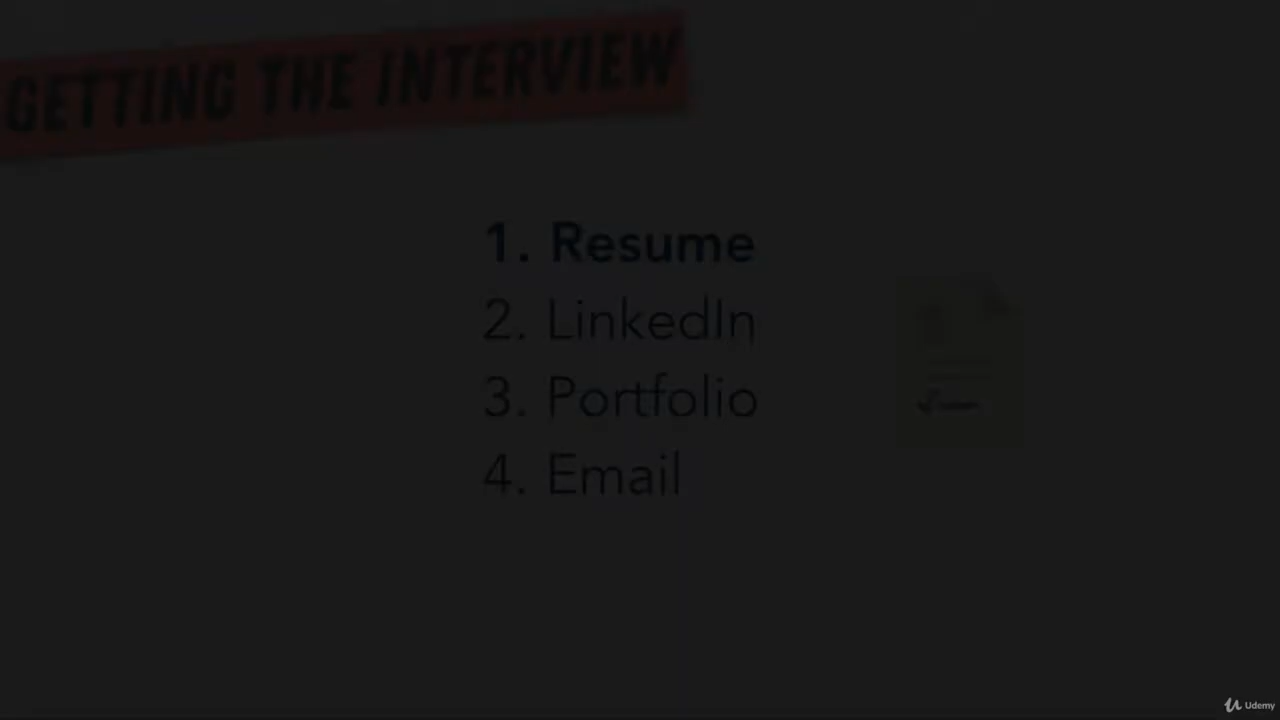 GETTING THE INTERVIEW
1. Resume
2. LinkedIn
3. Portfolio
4. Email
Udemy